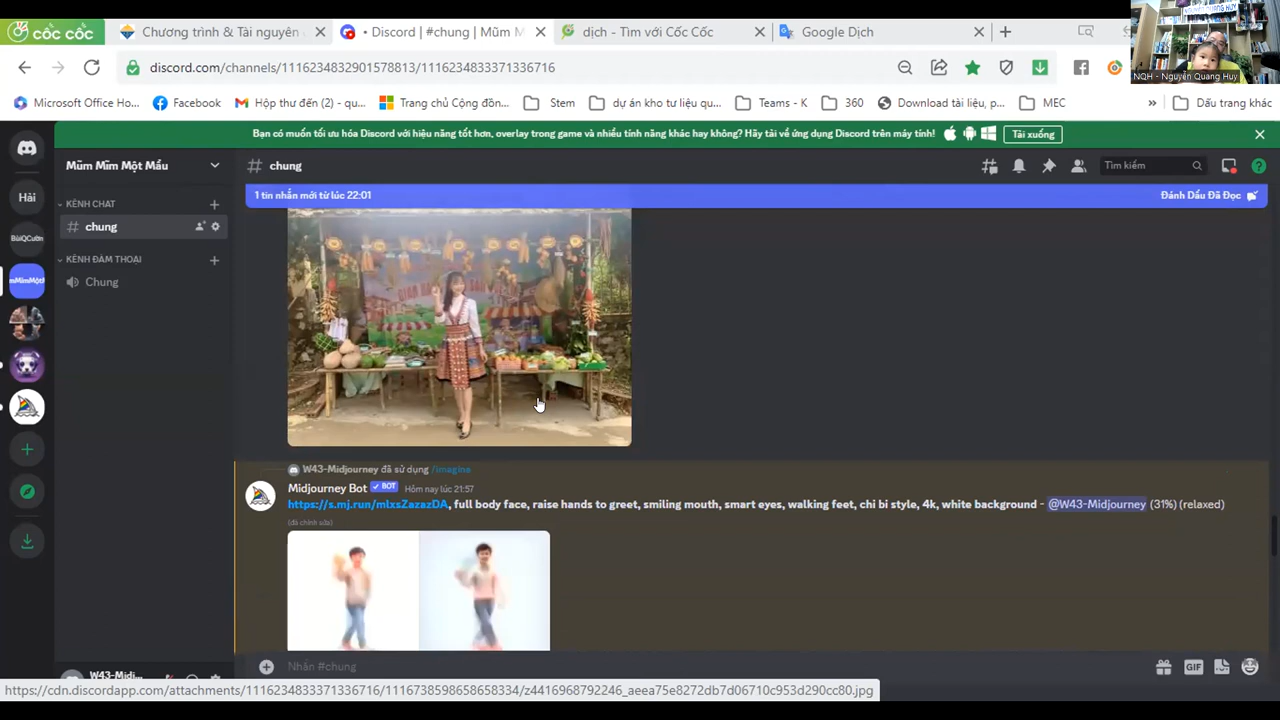 cốc cốc
Chương trình & Tài nguyên
• Discord | #chung | Mũm M
dịch - Tìm với Cốc Cốc
Google Dịch
NGUYỄN QUANG HUY
NQH - Nguyễn Quang Huy
discord.com/channels/1116234832901578813/1116234833371336716
Microsoft Office Ho...
Facebook
Hộp thư đến (2) - qu...
Trang chủ Cộng đồn...
Stem
dự án kho tư liệu qu...
Teams - K
360
Download tài liệu, p...
MEC
»
Dấu trang khác
Bạn có muốn tối ưu hóa Discord với hiệu năng tốt hơn, overlay trong game và nhiều tính năng khác hay không? Hãy tải về ứng dụng Discord trên máy tính!
Tải xuống
Mũm Mĩm Một Mẩu
# chung
Tìm kiếm
1 tin nhắn mới từ lúc 22:01
Đánh Dấu Đã Đọc
Hải
KÊNH CHAT
# chung
BùiQCườn
KÊNH ĐÀM THOẠI
Chung
W43-Midjourney đã sử dụng /imagine
Midjourney Bot BOT Hôm nay lúc 21:57
https://s.mj.run/mlxsZazazDA, full body face, raise hands to greet, smiling mouth, smart eyes, walking feet, chi bi style, 4k, white background - @W43-Midjourney (31%) (relaxed)
(đã chỉnh sửa)
Nhắn #chung
GIF
W43-Midj...
https://cdn.discordapp.com/attachments/1116234833371336716/1116738598658658334/z4416968792246_aeea75e8272db7d06710c953d290cc80.jpg